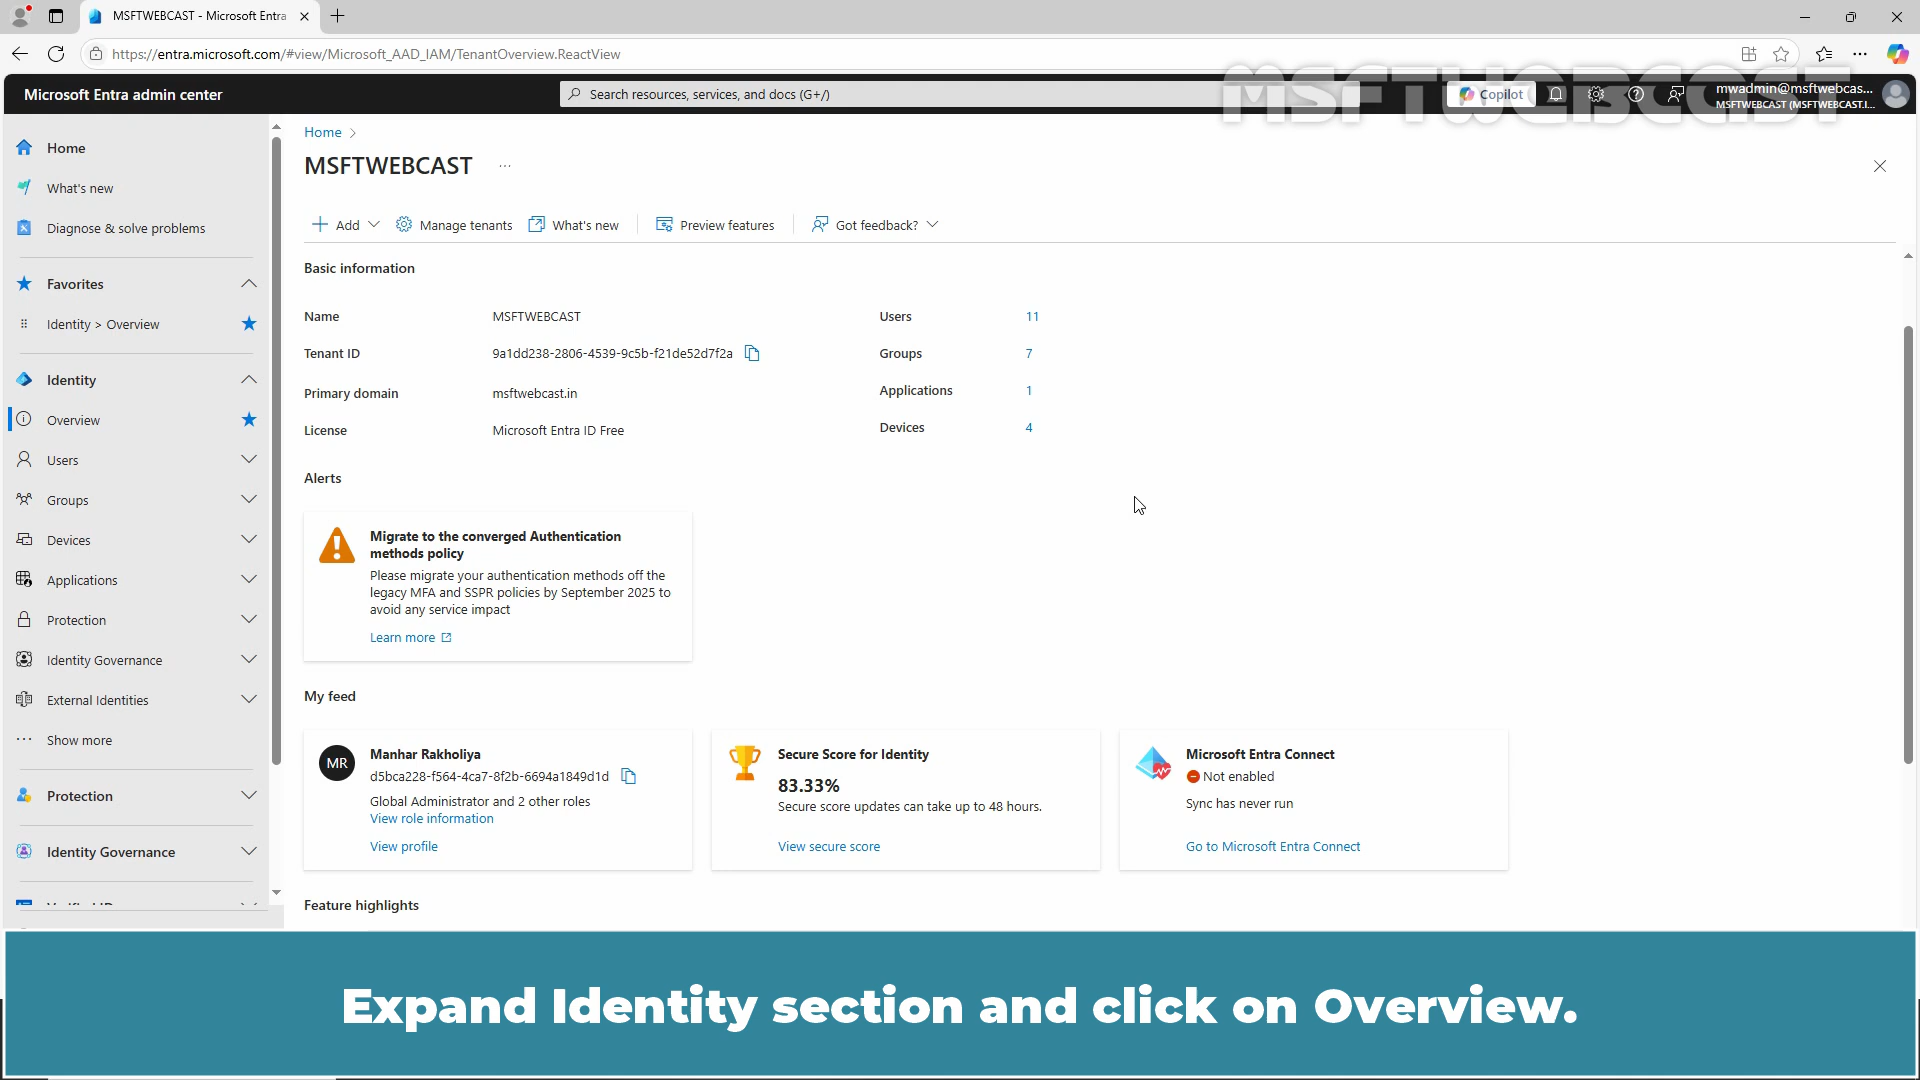 MSFTWEBCAST - Microsoft Entra
https://entra.microsoft.com/#view/Microsoft_AAD_IAM/TenantOverview.ReactView
Microsoft Entra admin center
Search resources, services, and docs (G+/)
MSFTWEBCAST
Copilot
mwadmin@msftwebcas...
MSFTWEBCAST (MSFTWEBCAST.I...
Home
What's new
Diagnose & solve problems
Favorites
Identity > Overview
Identity
Overview
Users
Groups
Devices
Applications
Protection
Identity Governance
External Identities
Show more
Protection
Identity Governance
Home
MSFTWEBCAST
Add
Manage tenants
What's new
Preview features
Got feedback?
Basic information
Name MSFTWEBCAST
Users 11
Tenant ID 9a1dd238-2806-4539-9c5b-f21de52d7f2a
Groups 7
Primary domain msftwebcast.in
Applications 1
License Microsoft Entra ID Free
Devices 4
Alerts
Migrate to the converged Authentication
methods policy
Please migrate your authentication methods off the
legacy MFA and SSPR policies by September 2025 to
avoid any service impact
Learn more
My feed
MR
Manhar Rakholiya
d5bca228-f564-4ca7-8f2b-6694a1849d1d
Global Administrator and 2 other roles
View role information
View profile
Secure Score for Identity
83.33%
Secure score updates can take up to 48 hours.
View secure score
Microsoft Entra Connect
Not enabled
Sync has never run
Go to Microsoft Entra Connect
Feature highlights
Expand Identity section and click on Overview.